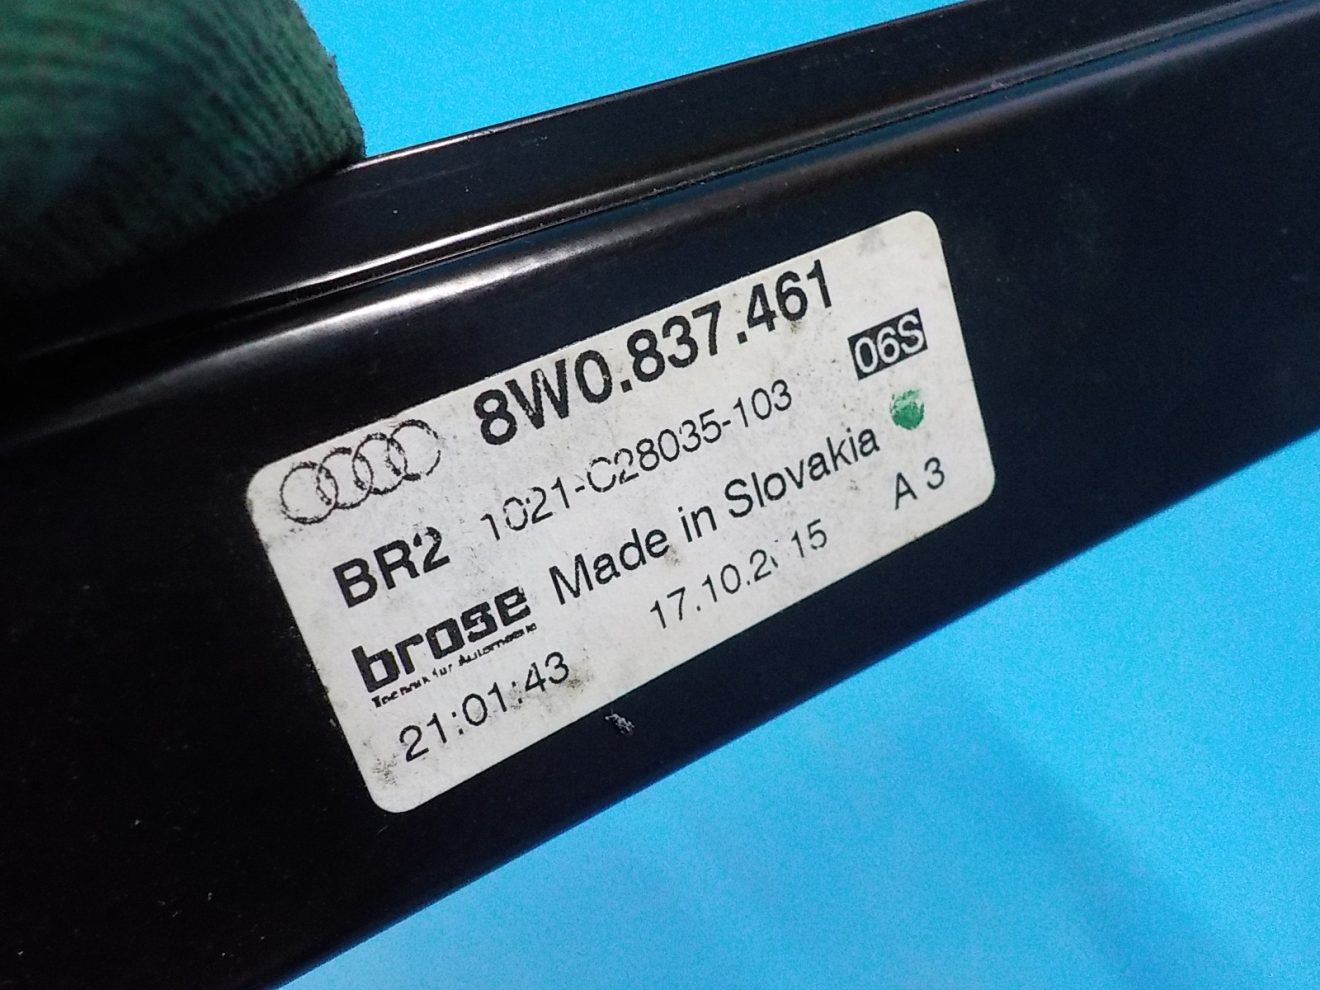 8W0.837.461
BR2 1021-C28035-103 06S
brose Made in Slovakia
21:01:43 17.10.2015 A 3